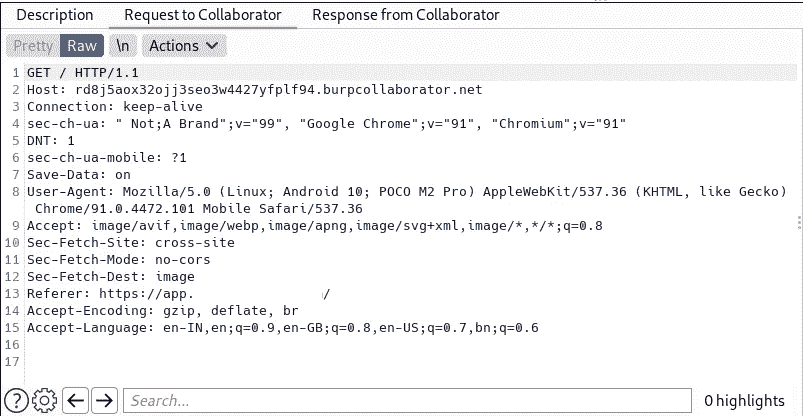 Description Request to Collaborator Response from Collaborator
Pretty Raw \n Actions
1 GET / HTTP/1.1
2 Host: rd8j5aox32ojj3seo3w4427yfplf94.burpcollaborator.net
3 Connection: keep-alive
4 sec-ch-ua: " Not;A Brand";v="99", "Google Chrome";v="91", "Chromium";v="91"
5 DNT: 1
6 sec-ch-ua-mobile: ?1
7 Save-Data: on
8 User-Agent: Mozilla/5.0 (Linux; Android 10; POCO M2 Pro) AppleWebKit/537.36 (KHTML, like Gecko)
Chrome/91.0.4472.101 Mobile Safari/537.36
9 Accept: image/avif,image/webp,image/apng,image/svg+xml,image/*,*/*;q=0.8
10 Sec-Fetch-Site: cross-site
11 Sec-Fetch-Mode: no-cors
12 Sec-Fetch-Dest: image
13 Referer: https://app. /
14 Accept-Encoding: gzip, deflate, br
15 Accept-Language: en-IN,en;q=0.9,en-GB;q=0.8,en-US;q=0.7,bn;q=0.6
16
17
? Search... 0 highlights